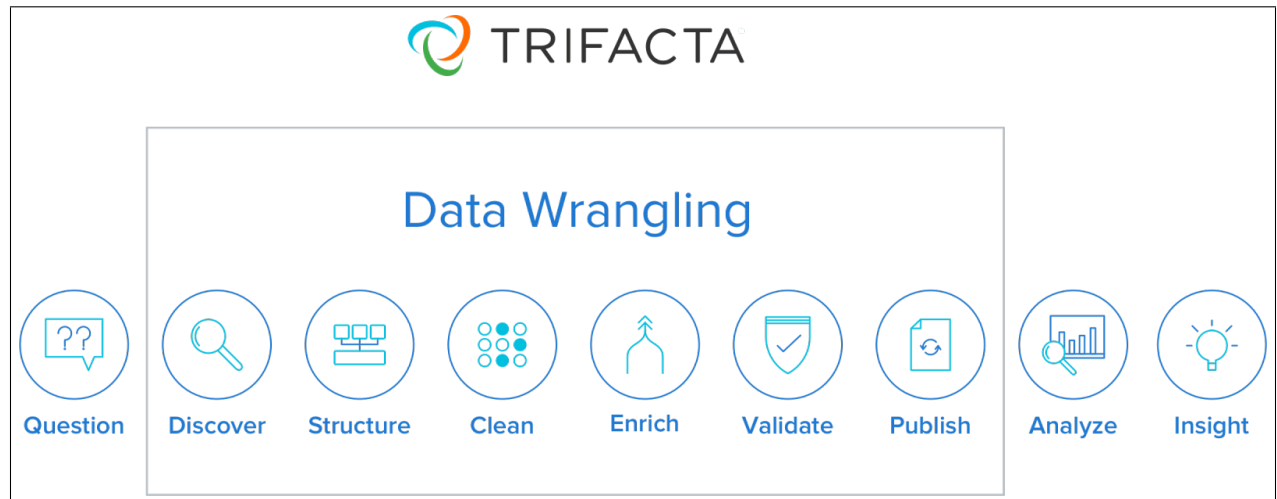 TRIFACTA
Data Wrangling
??
Question Discover Structure Clean Enrich Validate Publish Analyze Insight